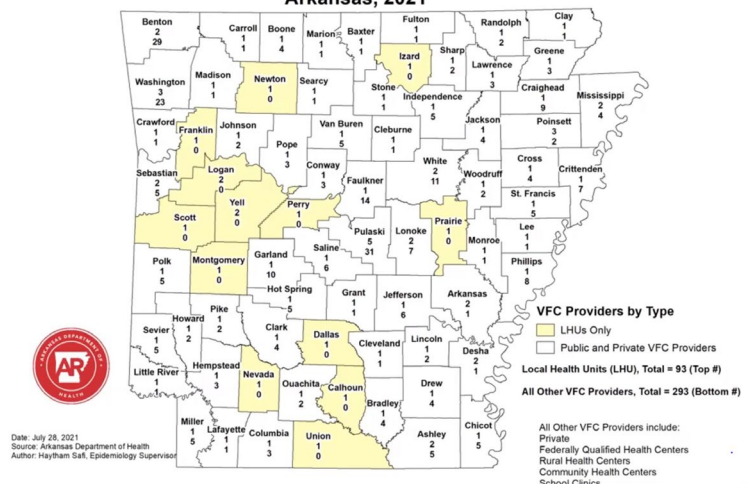 Arkansas, 2021
Benton
2
29
Carroll
1
1
Boone
1
4
Marion
1
1
Baxter
1
1
Fulton
1
1
Randolph
1
2
Clay
1
1
Washington
3
23
Madison
1
1
Newton
1
0
Searcy
1
1
Stone
1
1
Izard
1
0
Sharp
1
2
Independence
1
5
Lawrence
1
3
Greene
1
3
Craighead
1
9
Mississippi
2
4
Crawford
1
1
Franklin
1
0
Johnson
1
2
Pope
1
3
Van Buren
1
5
Cleburne
1
1
Jackson
1
4
Poinsett
3
2
Sebastian
2
5
Logan
2
0
Conway
1
3
Faulkner
1
14
White
2
11
Woodruff
1
2
Cross
1
4
Crittenden
1
7
Scott
1
0
Yell
2
0
Perry
1
0
Pulaski
5
31
Lonoke
2
7
Prairie
1
0
Monroe
1
1
St. Francis
1
5
Lee
1
1
Polk
1
5
Montgomery
1
0
Garland
1
10
Saline
1
6
Phillips
1
8
Hot Spring
1
5
Grant
1
1
Jefferson
1
6
Arkansas
2
1
Sevier
1
5
Howard
1
2
Pike
1
2
Clark
1
4
Dallas
1
0
Cleveland
1
1
Lincoln
1
2
Desha
2
1
Little River
1
1
Hempstead
1
3
Nevada
1
0
Ouachita
1
2
Calhoun
1
0
Bradley
1
4
Drew
1
4
Miller
1
5
Lafayette
1
1
Columbia
1
3
Union
1
0
Ashley
2
5
Chicot
1
5
VFC Providers by Type
LHUs Only
Public and Private VFC Providers
Local Health Units (LHU), Total = 93 (Top #)
All Other VFC Providers, Total = 293 (Bottom #)
All Other VFC Providers include:
Private
Federally Qualified Health Centers
Rural Health Centers
Community Health Centers
School Clinics
ARKANSAS DEPARTMENT OF
AR
HEALTH
Date: July 28, 2021
Source: Arkansas Department of Health
Author: Haytham Safi, Epidemiology Supervisor